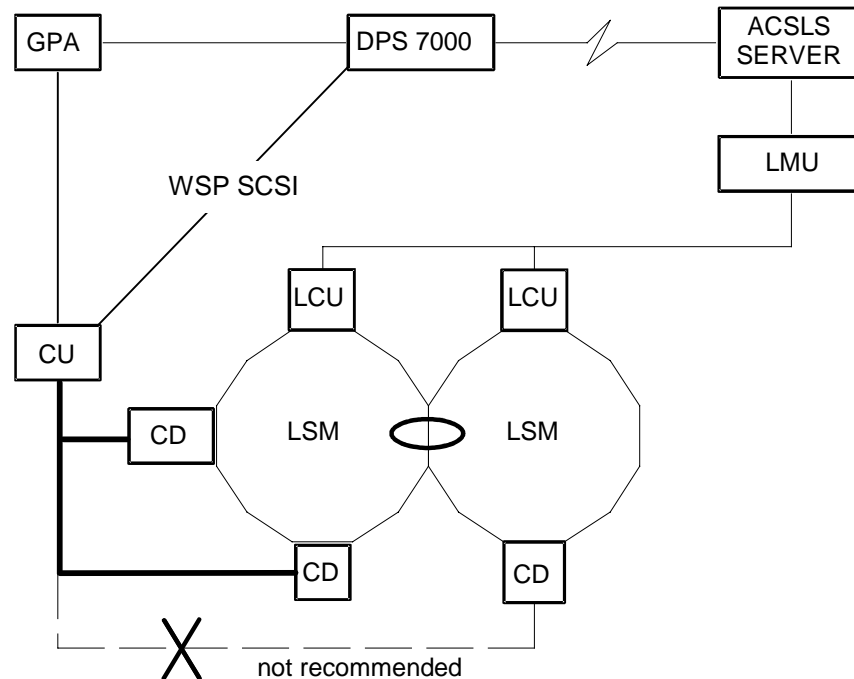 GPA
DPS 7000
ACSLS
SERVER
LMU
WSP SCSI
LCU
LCU
CU
CD
LSM
LSM
CD
CD
not recommended